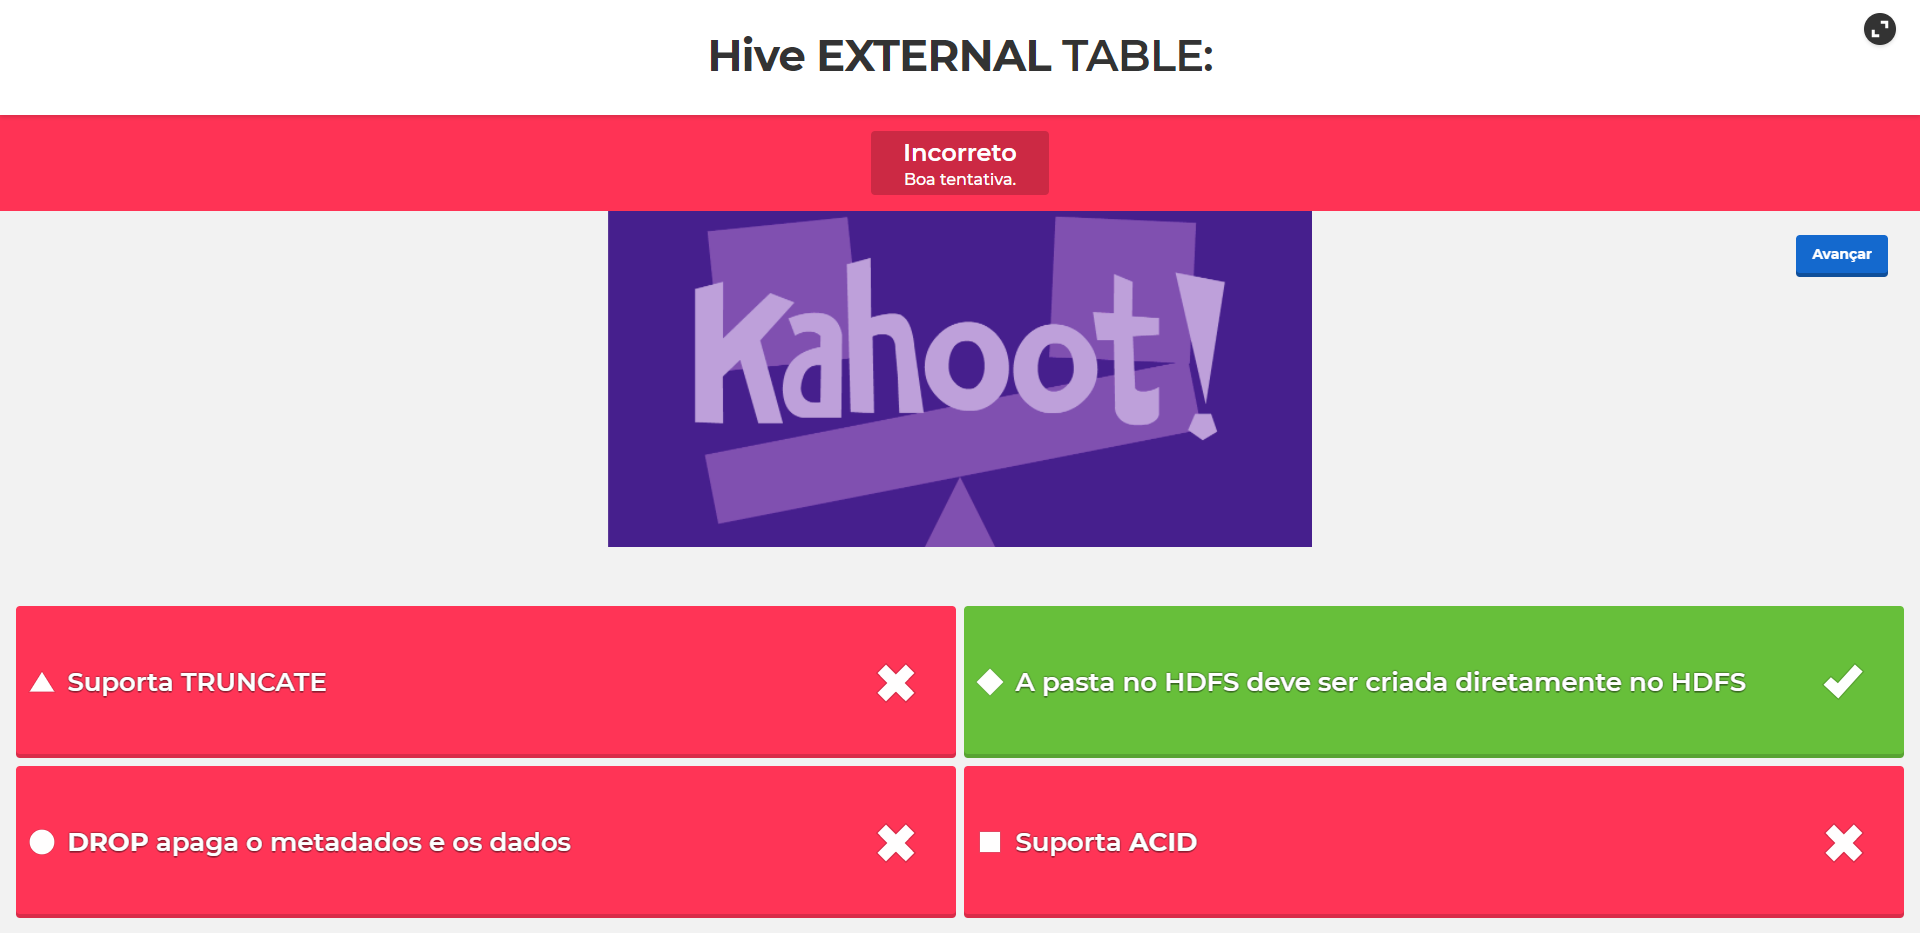 Hive EXTERNAL TABLE:
Incorreto
Boa tentativa.
Kahoot!
Avançar
Suporta TRUNCATE
A pasta no HDFS deve ser criada diretamente no HDFS
DROP apaga o metadados e os dados
Suporta ACID